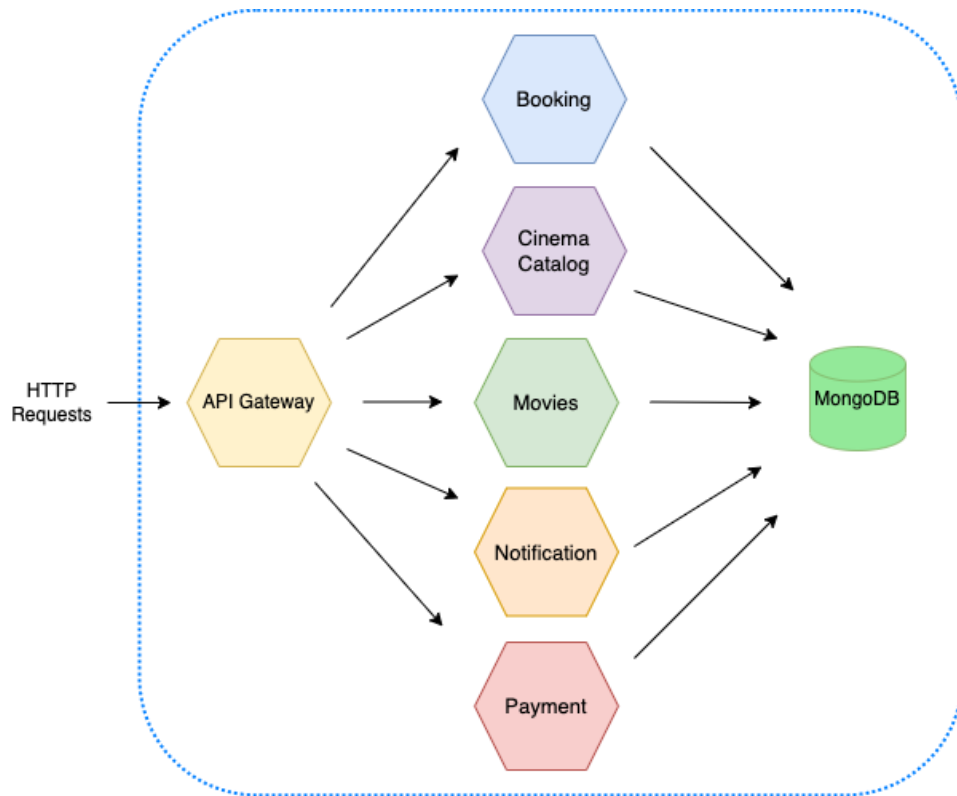 Booking
Cinema
Catalog
HTTP
Requests
API Gateway
Movies
MongoDB
Notification
Payment